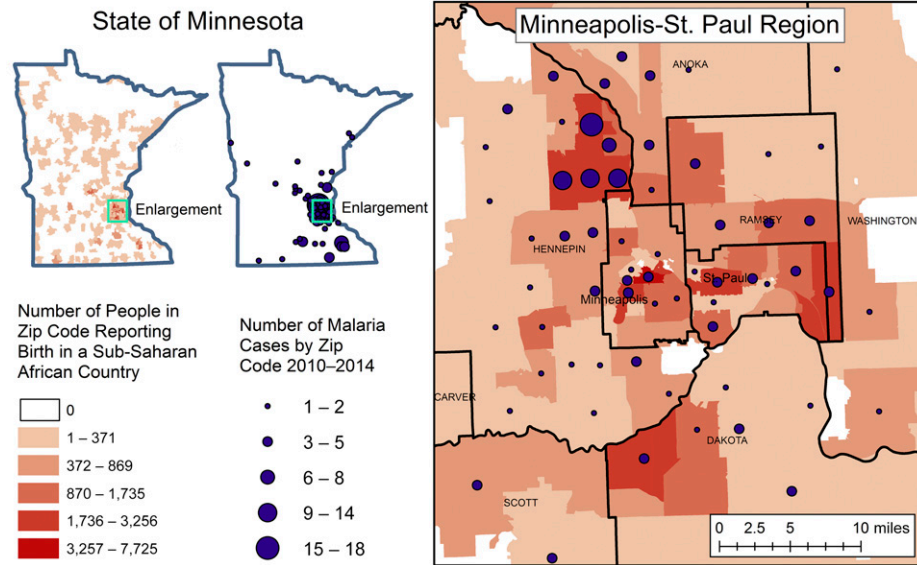 State of Minnesota
Enlargement
Enlargement
Number of People in
Zip Code Reporting
Birth in a Sub-Saharan
African Country
0
1 – 371
372 – 869
870 – 1,735
1,736 – 3,256
3,257 – 7,725
Number of Malaria
Cases by Zip
Code 2010–2014
1 – 2
3 – 5
6 – 8
9 – 14
15 – 18
Minneapolis-St. Paul Region
ANOKA
HENNEPIN
RAMSEY
WASHINGTON
St. Paul
Minneapolis
CARVER
DAKOTA
SCOTT
0 2.5 5 10 miles